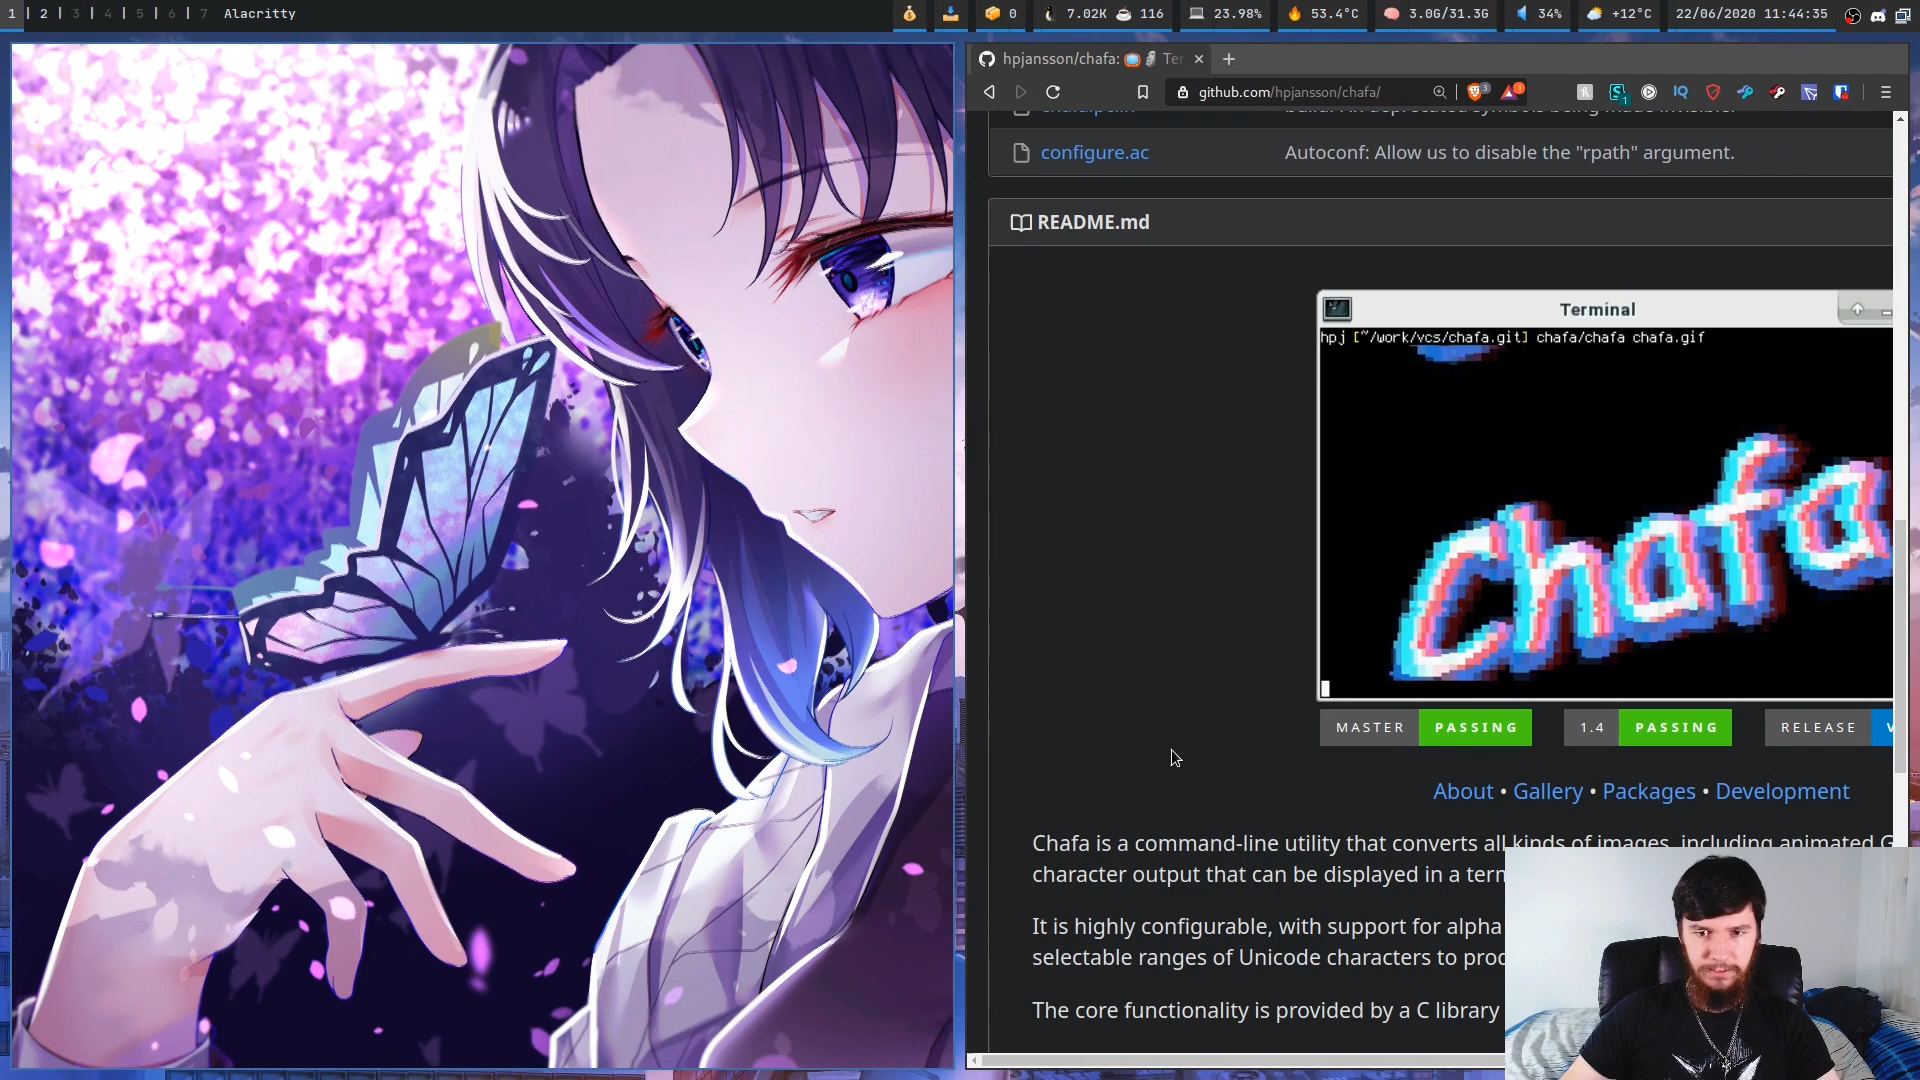 1 | 2 | 3 | 4 | 5 | 6 | 7 Alacritty
0 7.02K 116 23.98% 53.4°C 3.0G/31.3G 34% +12°C 22/06/2020 11:44:35
hpjansson/chafa: Ter
github.com/hpjansson/chafa/
configure.ac Autoconf: Allow us to disable the "rpath" argument.
README.md
Terminal
hpj [~/work/vcs/chafa.git] chafa/chafa chafa.gif
chafa
MASTER PASSING 1.4 PASSING RELEASE
About • Gallery • Packages • Development
Chafa is a command-line utility that converts all kinds of images, including animated G
character output that can be displayed in a tern
It is highly configurable, with support for alpha
selectable ranges of Unicode characters to proc
The core functionality is provided by a C library